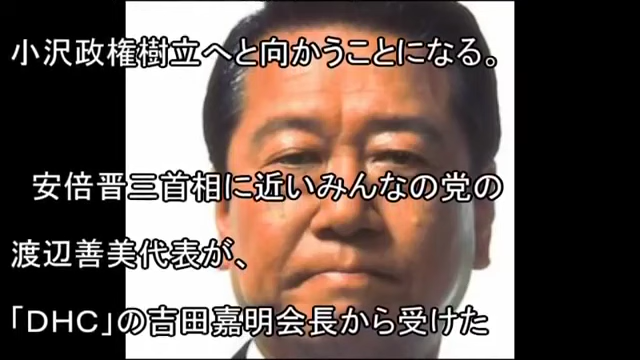 小沢政権樹立へと向かうことになる。
安倍晋三首相に近いみんなの党の
渡辺善美代表が、
「DHC」の吉田嘉明会長から受けた